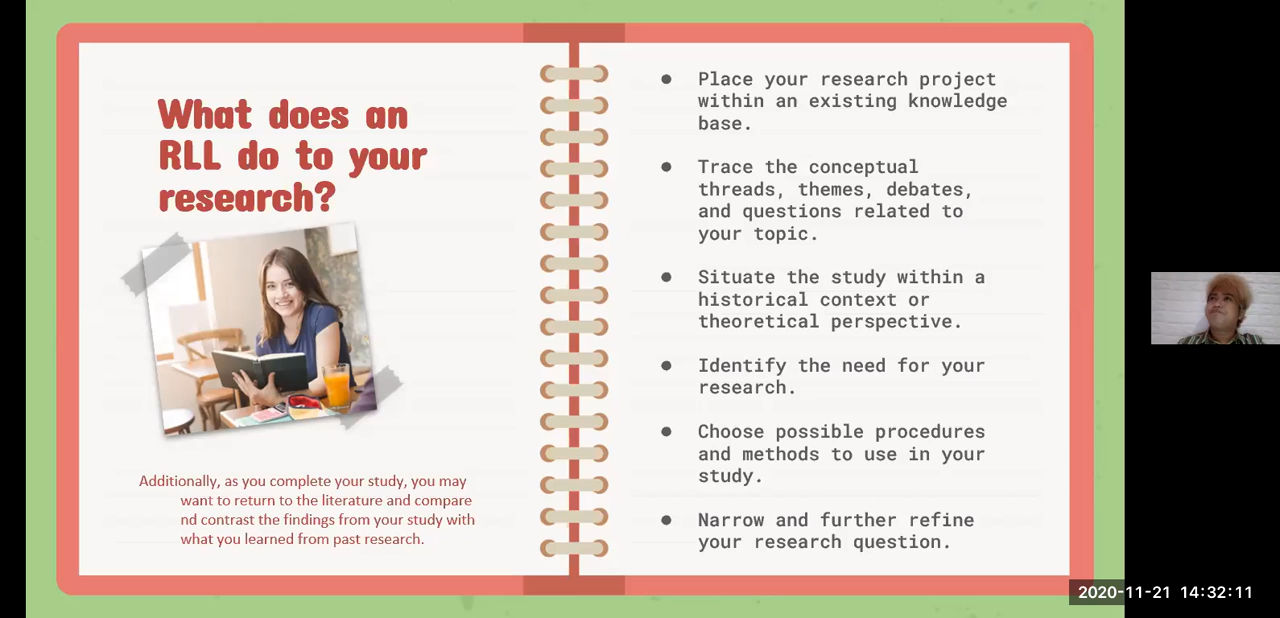 What does an
RLL do to your
research?
Additionally, as you complete your study, you may
want to return to the literature and compare
nd contrast the findings from your study with
what you learned from past research.
● Place your research project
within an existing knowledge
base.
● Trace the conceptual
threads, themes, debates,
and questions related to
your topic.
● Situate the study within a
historical context or
theoretical perspective.
● Identify the need for your
research.
● Choose possible procedures
and methods to use in your
study.
● Narrow and further refine
your research question.
2020-11-21 14:32:11